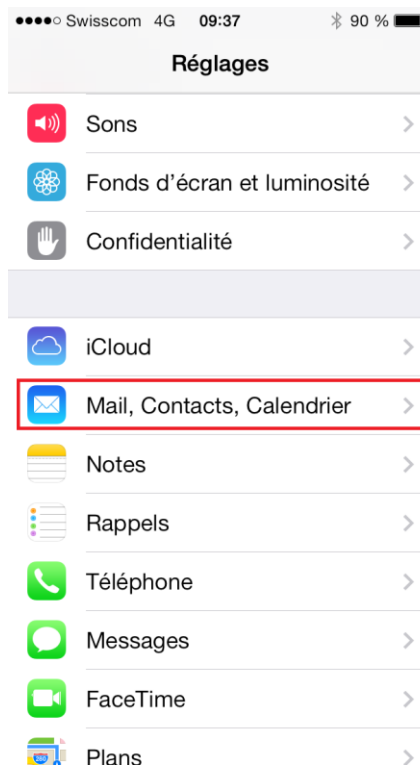 Swisscom 4G 09:37 90 %
Réglages
Sons
Fonds d'écran et luminosité
Confidentialité
iCloud
Mail, Contacts, Calendrier
Notes
Rappels
Téléphone
Messages
FaceTime
Plans